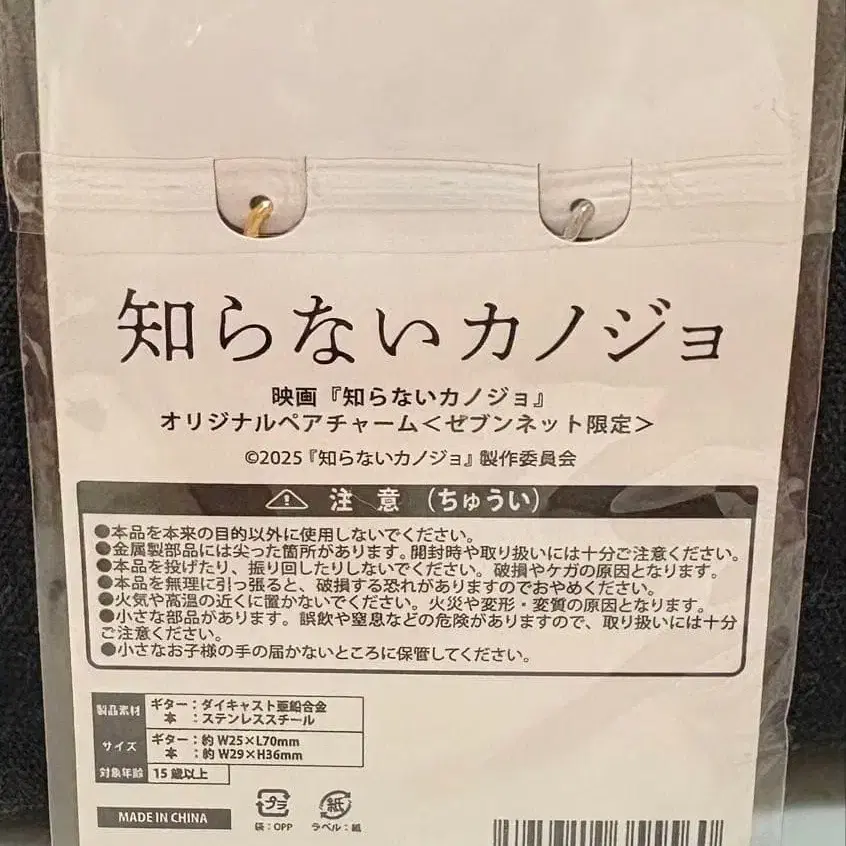 知らないカノジョ
映画『知らないカノジョ』
オリジナルペアチャーム＜セブンネット限定＞
©2025『知らないカノジョ』製作委員会
注 意 （ちゅうい）
●本品を本来の目的以外に使用しないでください。
●金属製部品には尖った箇所があります。開封時や取り扱いには十分ご注意ください。
●本品を投げたり、振り回したりしないでください。破損やケガの原因となります。
●本品を無理に引っ張ると、破損する恐れがありますのでおやめください。
●火気や高温の近くに置かないでください。火災や変形・変質の原因となります。
●小さな部品があります。誤飲や窒息などの危険がありますので、取り扱いには十分
ご注意ください。
●小さなお子様の手の届かないところに保管してください。
製品素材 ギター：ダイキャスト亜鉛合金
本 ：ステンレススチール
サイズ ギター：約 W25×L70mm
本 ：約 W29×H36mm
対象年齢 15歳以上
MADE IN CHINA
プラ 紙
袋：OPP ラベル：紙